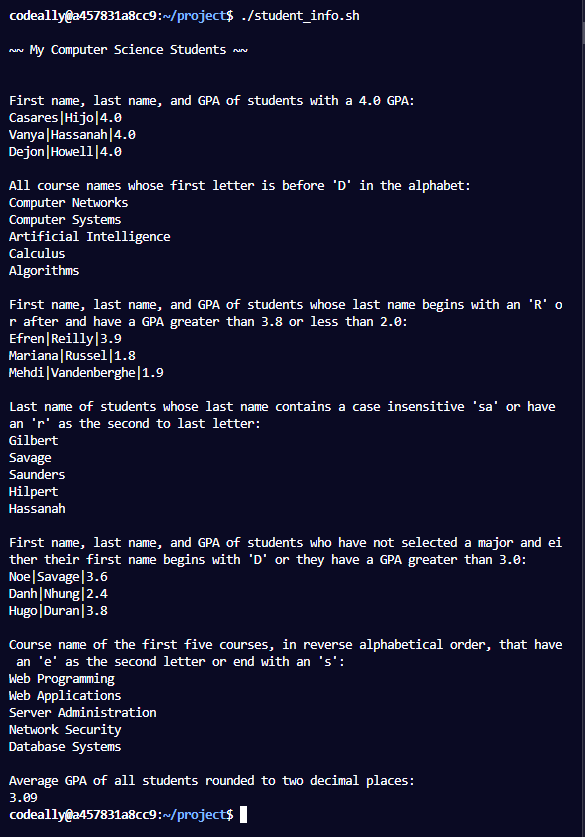 codeally@a457831a8cc9:~/project$ ./student_info.sh
~~ My Computer Science Students ~~
First name, last name, and GPA of students with a 4.0 GPA:
Casares|Hijo|4.0
Vanya|Hassanah|4.0
Dejon|Howell|4.0
All course names whose first letter is before 'D' in the alphabet:
Computer Networks
Computer Systems
Artificial Intelligence
Calculus
Algorithms
First name, last name, and GPA of students whose last name begins with an 'R' o
r after and have a GPA greater than 3.8 or less than 2.0:
Efren|Reilly|3.9
Mariana|Russel|1.8
Mehdi|Vandenberghe|1.9
Last name of students whose last name contains a case insensitive 'sa' or have
an 'r' as the second to last letter:
Gilbert
Savage
Saunders
Hilpert
Hassanah
First name, last name, and GPA of students who have not selected a major and ei
ther their first name begins with 'D' or they have a GPA greater than 3.0:
Noe|Savage|3.6
Danh|Nhung|2.4
Hugo|Duran|3.8
Course name of the first five courses, in reverse alphabetical order, that have
an 'e' as the second letter or end with an 's':
Web Programming
Web Applications
Server Administration
Network Security
Database Systems
Average GPA of all students rounded to two decimal places:
3.09
codeally@a457831a8cc9:~/project$